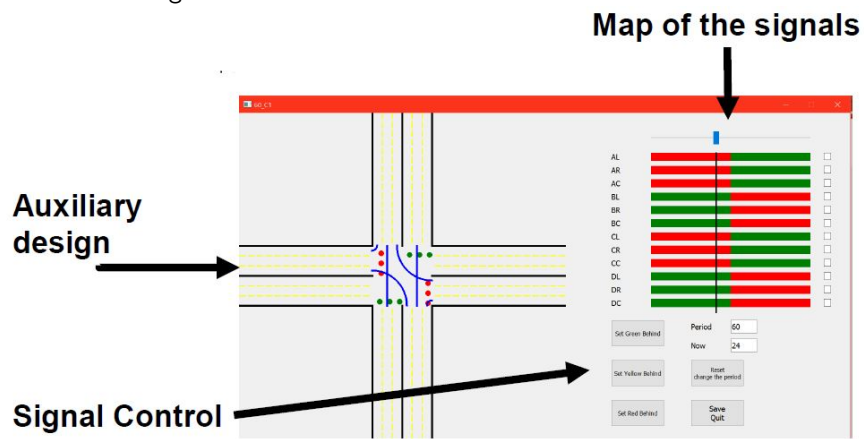 Map of the signals
AL
AR
AC
BL
BR
BC
CL
CR
CC
DL
DR
DC
Auxiliary
design
Set Green Behind
Period 60
Now 24
Set Yellow Behind
Reset
change the period
Signal Control
Set Red Behind
Save
Quit